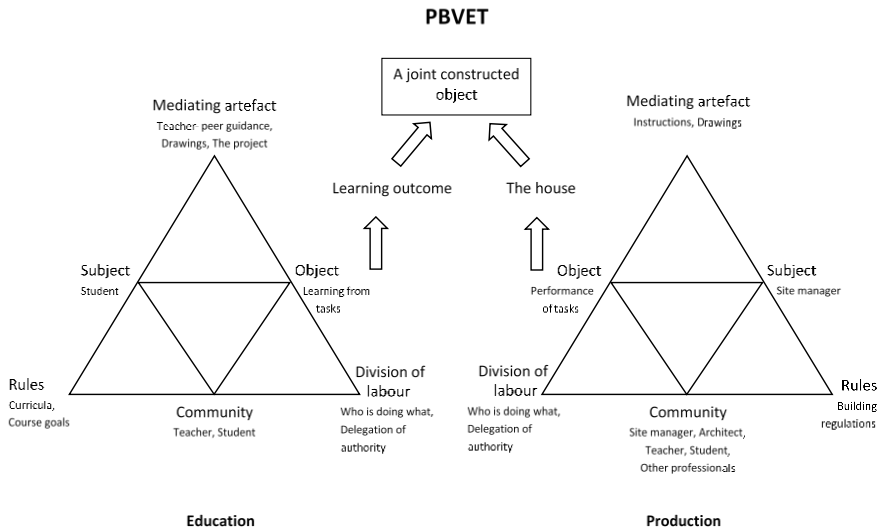 PBVET
A joint constructed
object
Mediating artefact
Teacher- peer guidance,
Drawings, The project
Mediating artefact
Instructions, Drawings
Learning outcome
The house
Subject
Student
Object
Learning from
tasks
Object
Performance
of tasks
Subject
Site manager
Rules
Curricula,
Course goals
Community
Teacher, Student
Division of
labour
Who is doing what,
Delegation of
authority
Division of
labour
Who is doing what,
Delegation of
authority
Community
Site manager, Architect,
Teacher, Student,
Other professionals
Rules
Building
regulations
Education
Production